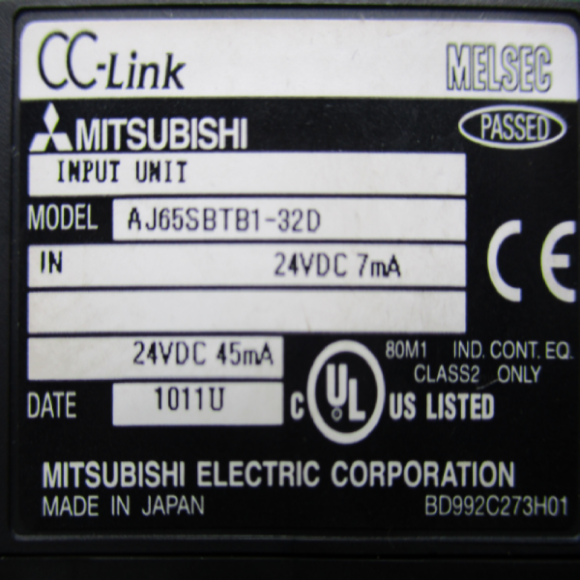 CC-Link MELSEC
MITSUBISHI PASSED
INPUT UNIT
MODEL AJ65SBTB1-32D
IN 24VDC 7mA
CE
24VDC 45mA
80M1 IND. CONT. EQ.
CLASS2 ONLY
DATE 1011U
C UL US LISTED
MITSUBISHI ELECTRIC CORPORATION
MADE IN JAPAN BD992C273H01